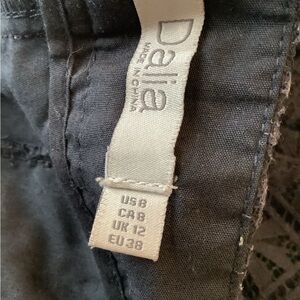 Dalia
MADE IN CHINA
US 8
CA 8
UK 12
EU 38